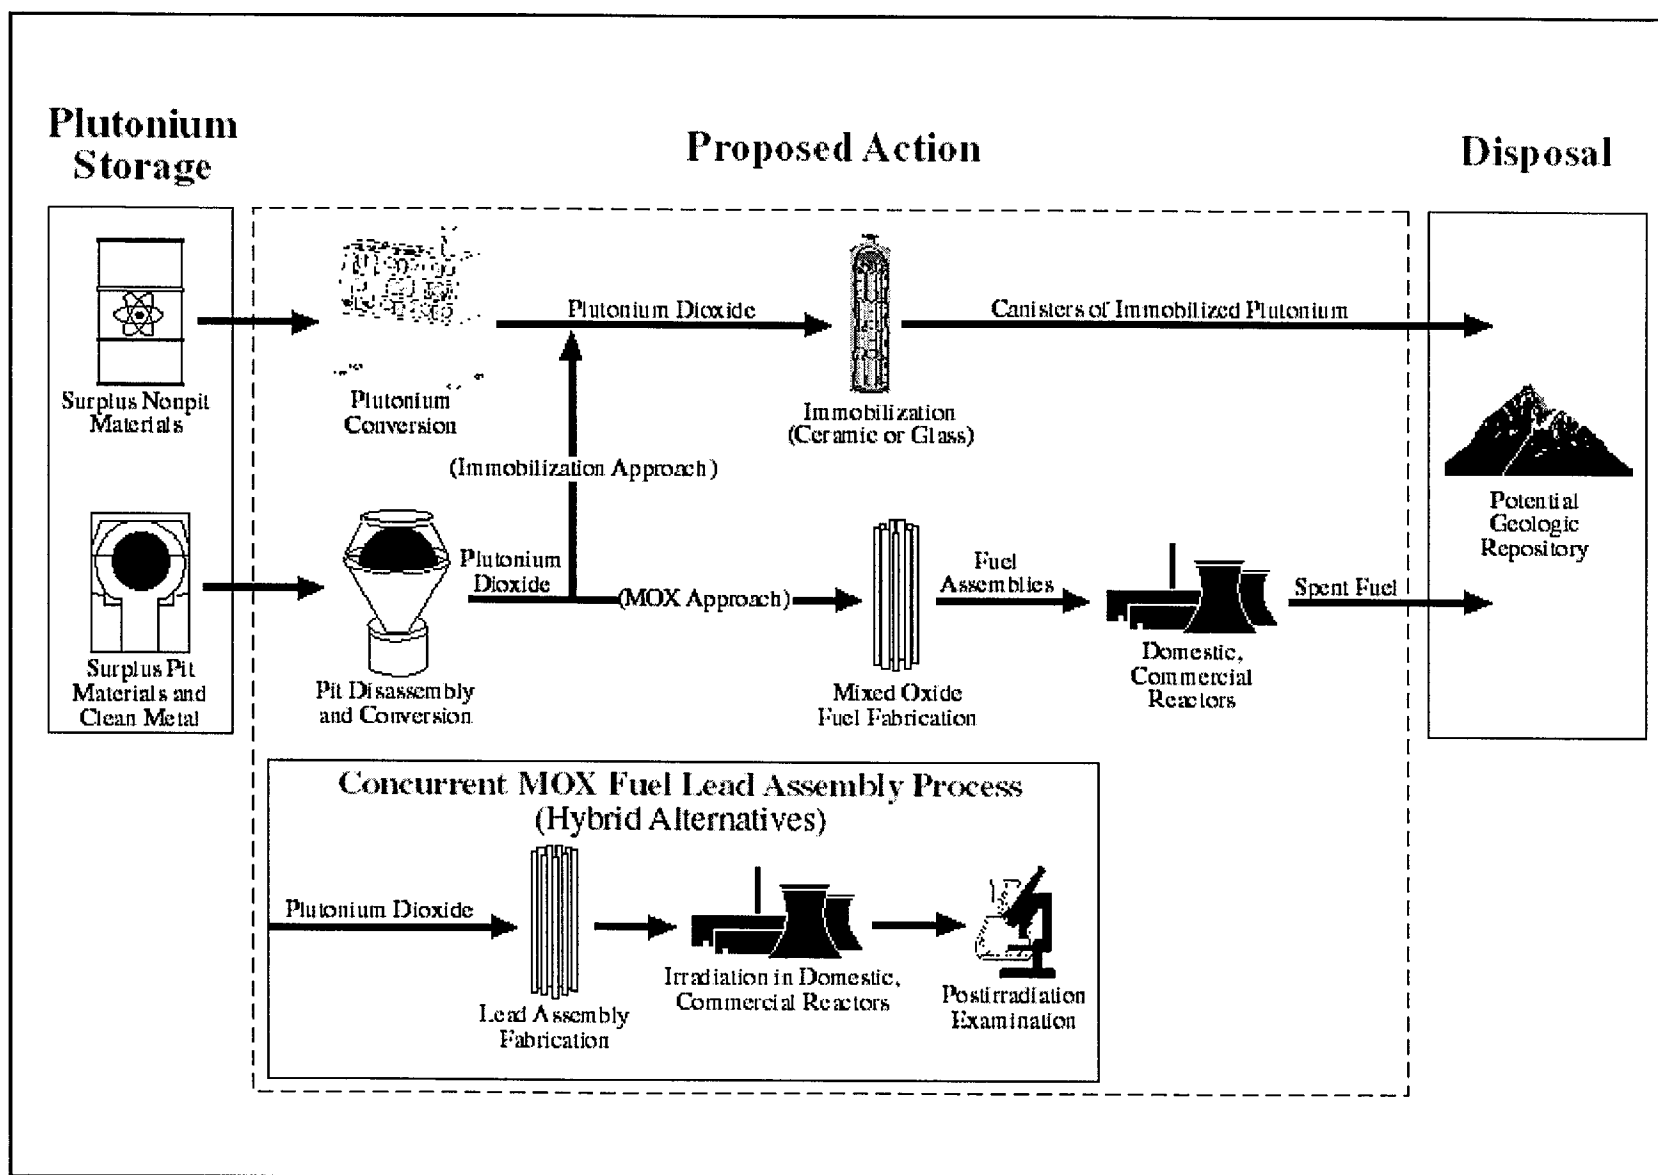 Plutonium
Storage
Proposed Action
Disposal
Surplus Nonpit
Materials
Plutonium
Conversion
Plutonium Dioxide
Immobilization
(Ceramic or Glass)
Canisters of Immobilized Plutonium
(Immobilization Approach)
Potential
Geologic
Repository
Surplus Pit
Materials and
Clean Metal
Pit Disassembly
and Conversion
Plutonium
Dioxide
(MOX Approach)
Mixed Oxide
Fuel Fabrication
Fuel
Assemblies
Domestic,
Commercial
Reactors
Spent Fuel
Concurrent MOX Fuel Lead Assembly Process
(Hybrid Alternatives)
Plutonium Dioxide
Lead Assembly
Fabrication
Irradiation in Domestic,
Commercial Reactors
Postirradiation
Examination